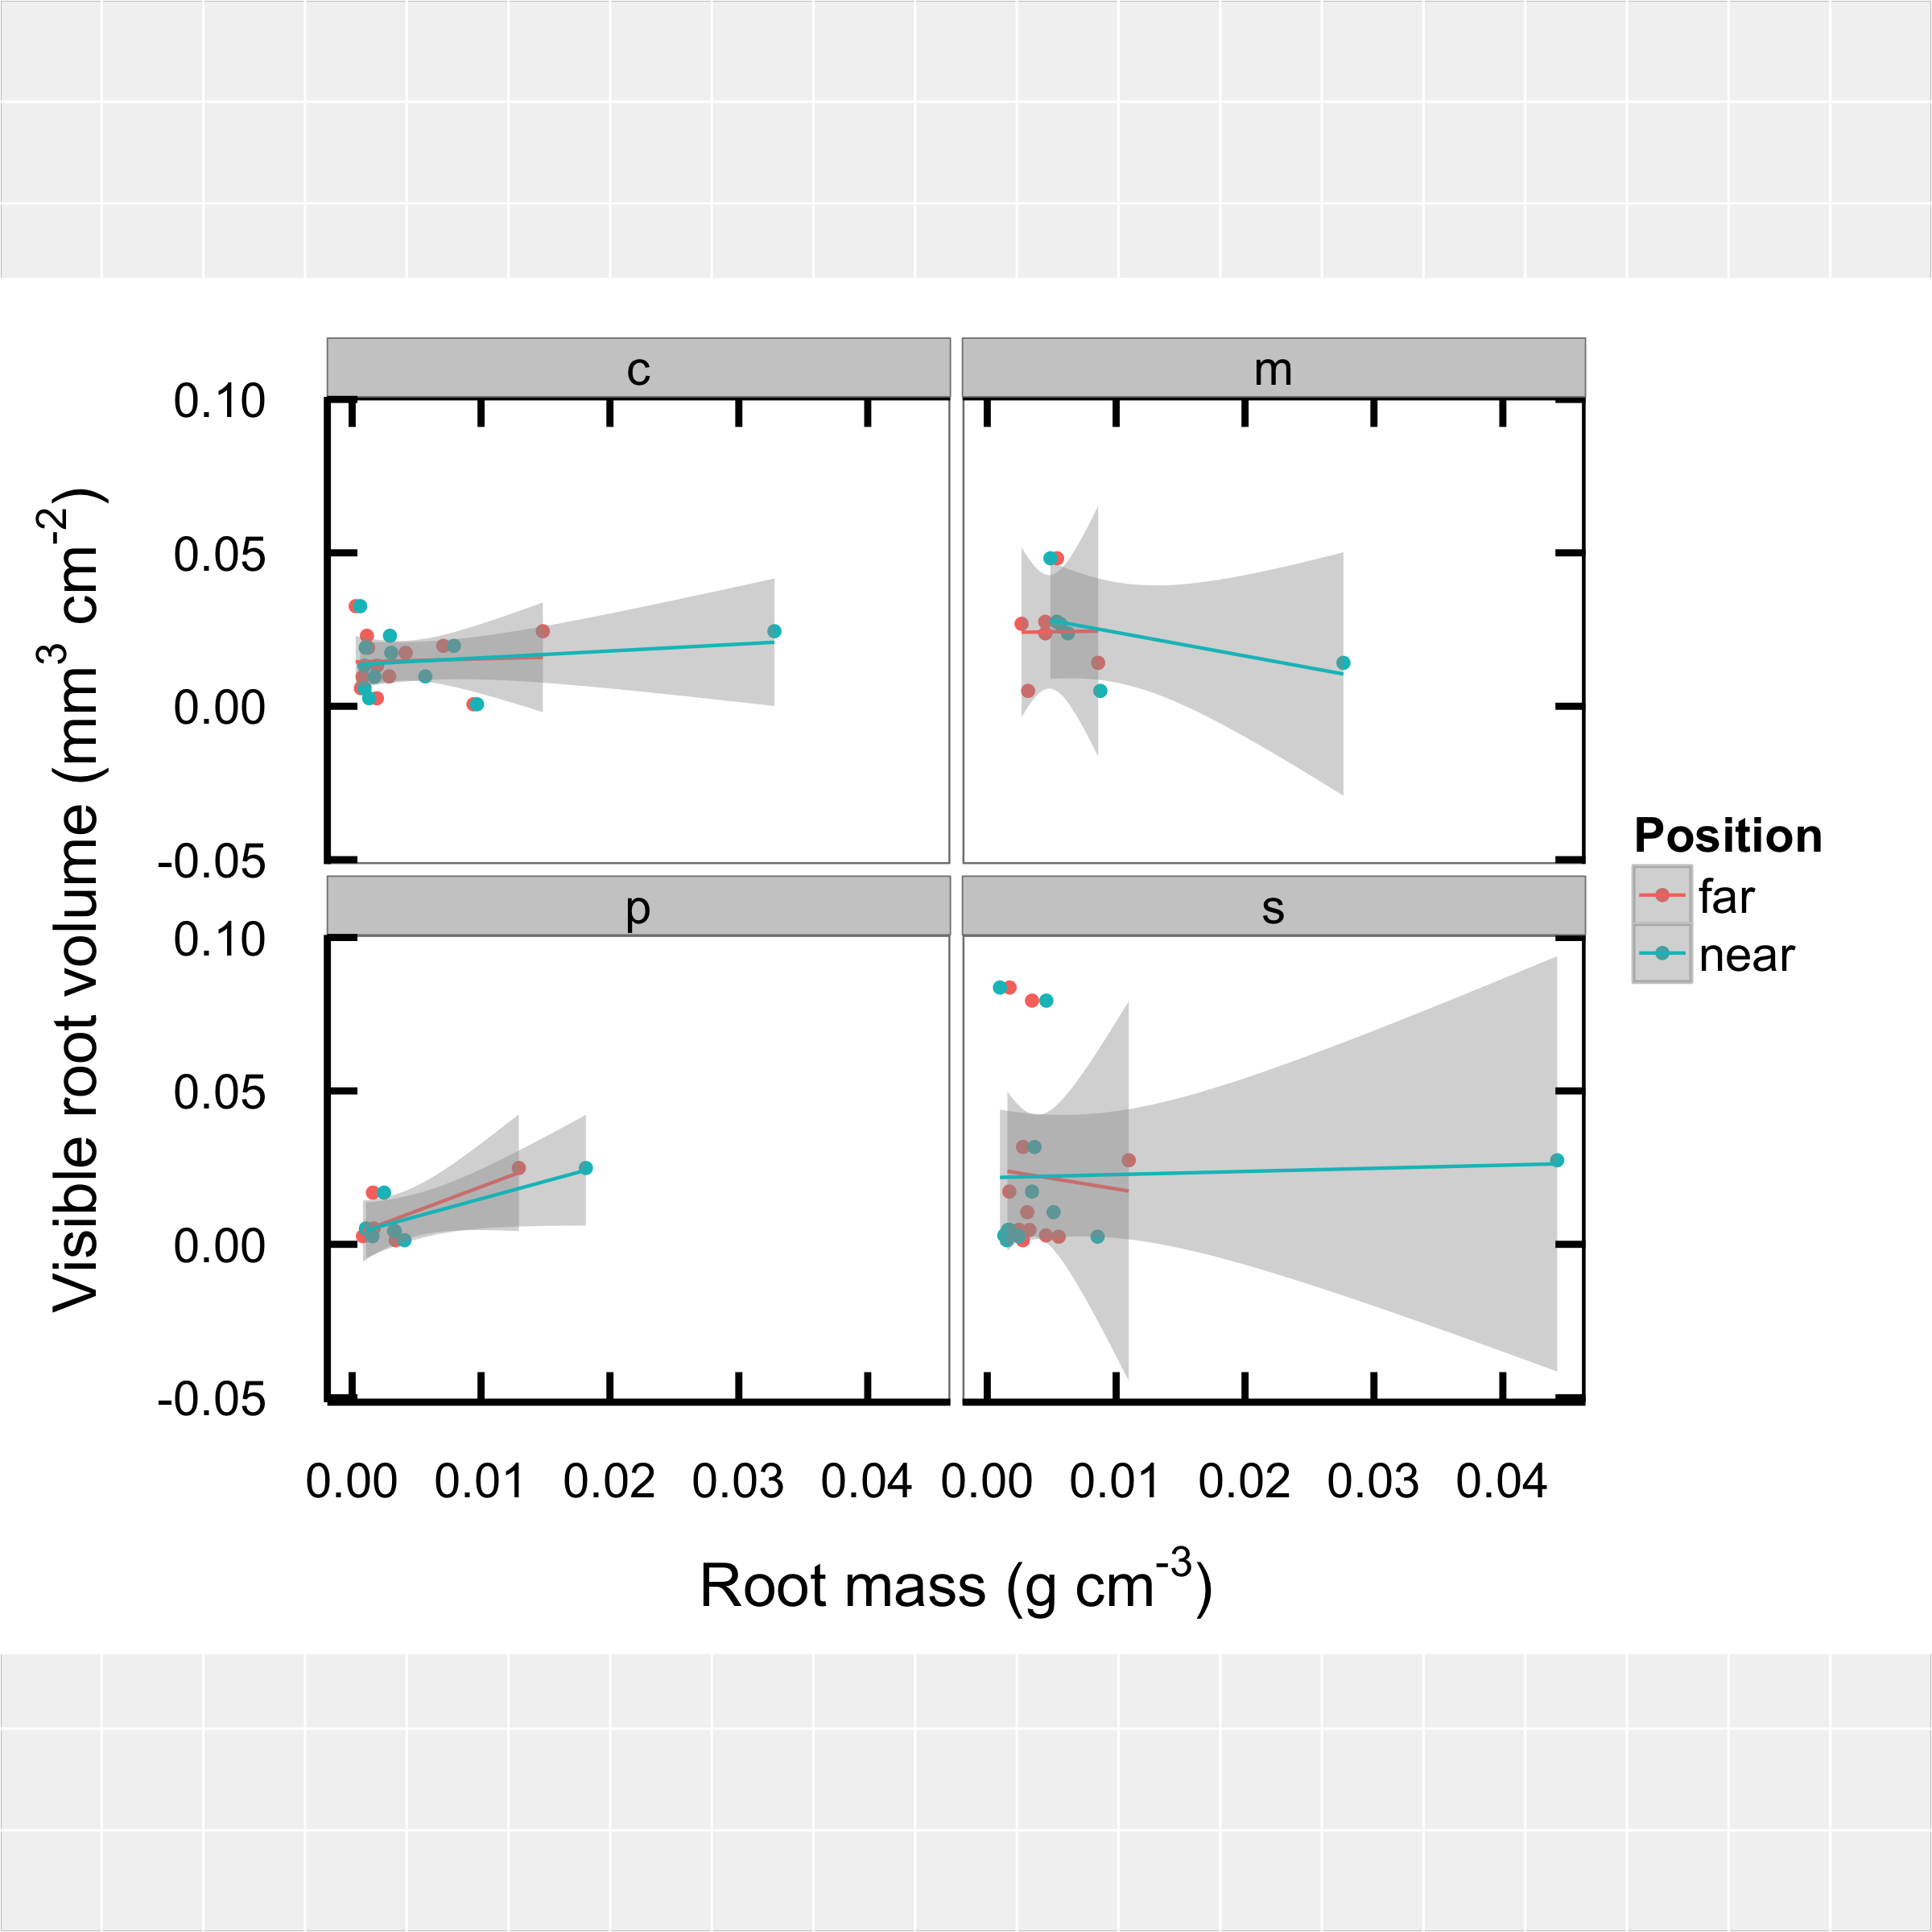 c
m
0.10
0.05
0.00
-0.05
p
s
0.10
0.05
0.00
-0.05
0.00 0.01 0.02 0.03 0.04 0.00 0.01 0.02 0.03 0.04
Root mass (g cm⁻³)
Visible root volume (mm³ cm⁻²)
Position
far
near